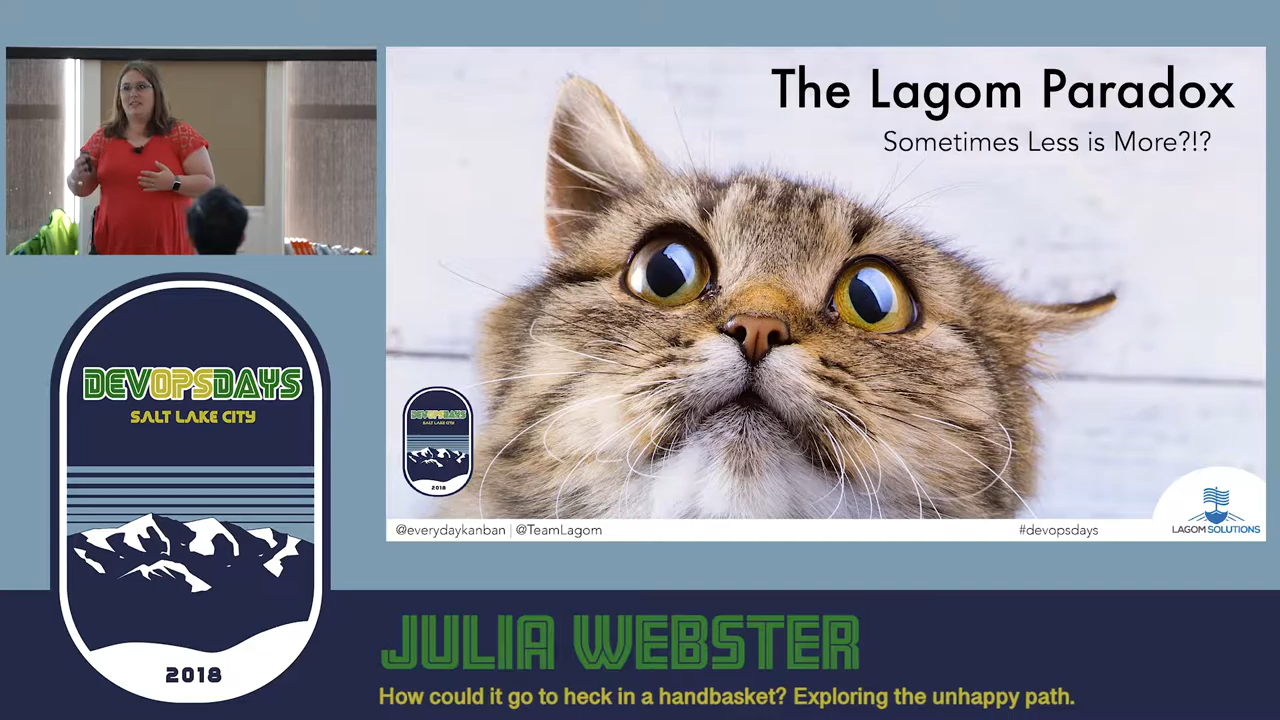 The Lagom Paradox
Sometimes Less is More?!?
DEVOPSDAYS
SALT LAKE CITY
2018
DEVOPSDAYS
SALT LAKE CITY
2018
@everydaykanban | @TeamLagom
#devopsdays
LAGOM SOLUTIONS
JULIA WEBSTER
How could it go to heck in a handbasket? Exploring the unhappy path.